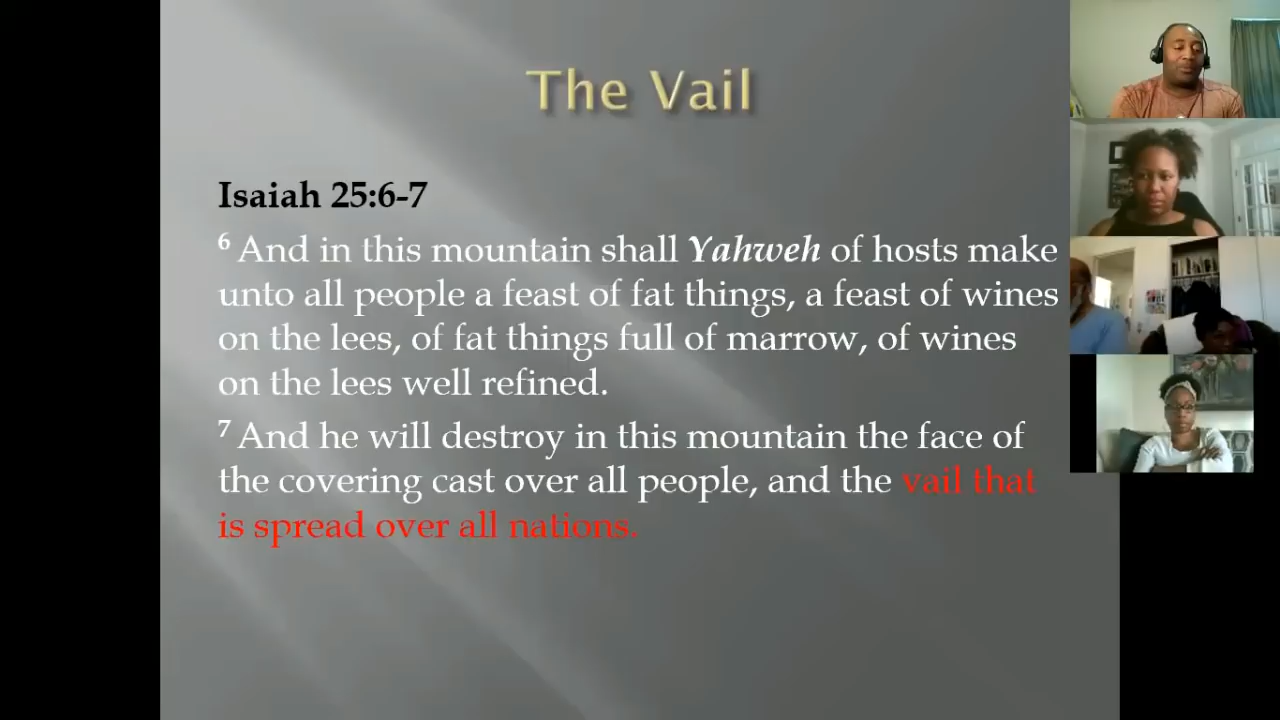 The Vail
Isaiah 25:6-7
6 And in this mountain shall Yahweh of hosts make
unto all people a feast of fat things, a feast of wines
on the lees, of fat things full of marrow, of wines
on the lees well refined.
7 And he will destroy in this mountain the face of
the covering cast over all people, and the vail that
is spread over all nations.